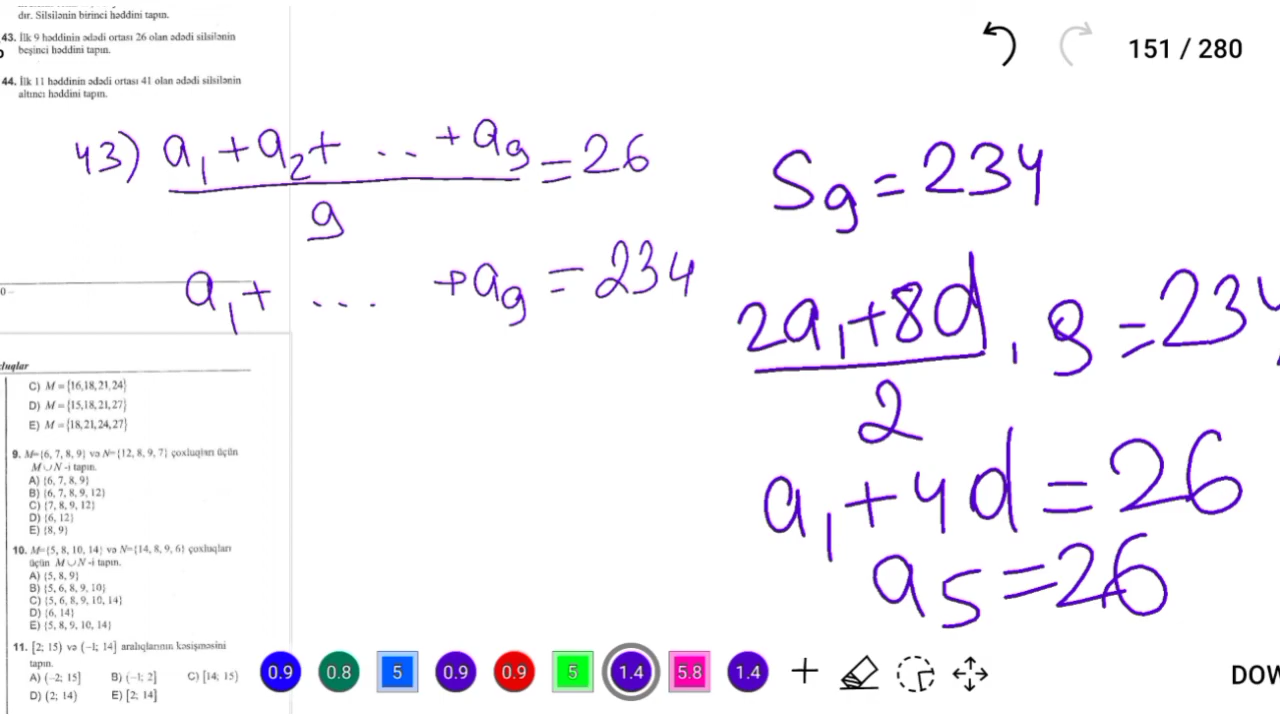 dır. Silsilənin birinci həddini tapın.
43. İlk 9 həddinin ədədi ortası 26 olan ədədi silsilənin
beşinci həddini tapın.
44. İlk 11 həddinin ədədi ortası 41 olan ədədi silsilənin
altıncı həddini tapın.
151 / 280
43) a₁ + a₂ + .. + a₉ = 26
9
a₁ + ... + a₉ = 234
S₉ = 234
2a₁ + 8d . 9 = 234
2
a₁ + 4d = 26
a₅ = 26
0 –
C) M = {16,18,21,24}
D) M = {15,18,21,27}
E) M = {18,21,24,27}
9. M={6, 7, 8, 9} və N={12, 8, 9, 7} çoxluqları üçün
M∪N -i tapın.
A) {6, 7, 8, 9}
B) {6, 7, 8, 9, 12}
C) {7, 8, 9, 12}
D) {6, 12}
E) {8, 9}
10. M={5, 8, 10, 14} və N={14, 8, 9, 6} çoxluqları
üçün M∪N -i tapın.
A) {5, 8, 9}
B) {5, 6, 8, 9, 10}
C) {5, 6, 8, 9, 10, 14}
D) {6, 14}
E) {5, 8, 9, 10, 14}
11. [2; 15) və (–1; 14] aralıqlarının kəsişməsini
tapın.
A) (–2; 15] B) (–1; 2] C) [14; 15)
D) (2; 14) E) [2; 14]
0.9 0.8 5 0.9 0.9 5 1.4 5.8 1.4